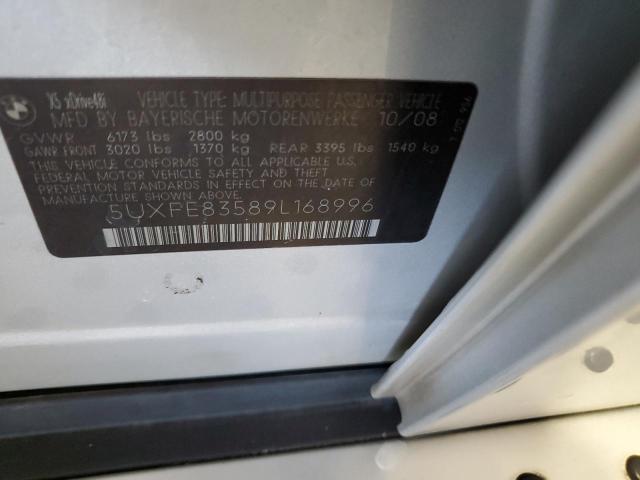 BMW
X5 xDrive48i VEHICLE TYPE: MULTIPURPOSE PASSENGER VEHICLE
MFD BY BAYERISCHE MOTORENWERKE 10/08
GVWR 6173 lbs 2800 kg
GAWR FRONT 3020 lbs 1370 kg REAR 3395 lbs 1540 kg
THIS VEHICLE CONFORMS TO ALL APPLICABLE U.S.
FEDERAL MOTOR VEHICLE SAFETY AND THEFT
PREVENTION STANDARDS IN EFFECT ON THE DATE
OF MANUFACTURE SHOWN ABOVE.
5UXFE83589L168996